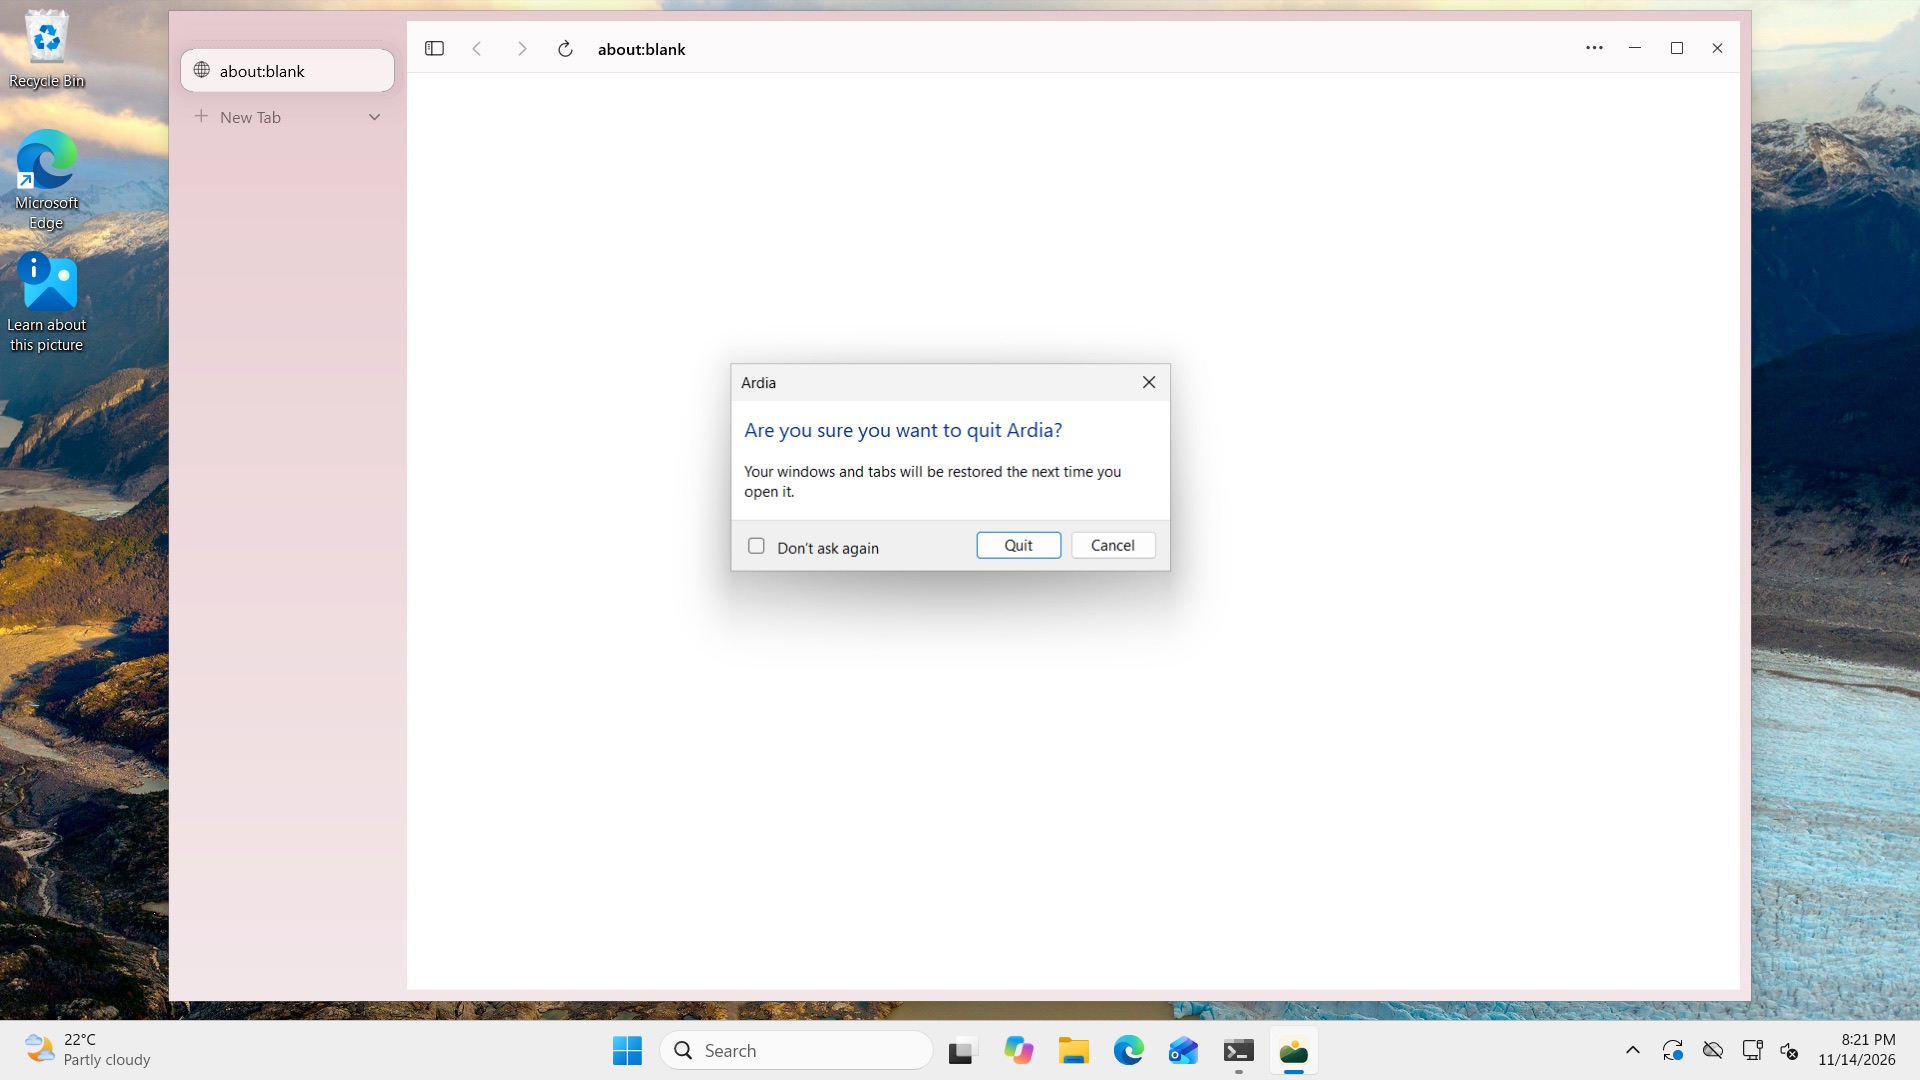 Recycle Bin
Microsoft
Edge
Learn about
this picture
about:blank
New Tab
about:blank
Ardia
Are you sure you want to quit Ardia?
Your windows and tabs will be restored the next time you
open it.
Don't ask again
Quit
Cancel
22°C
Partly cloudy
Search
8:21 PM
11/14/2026